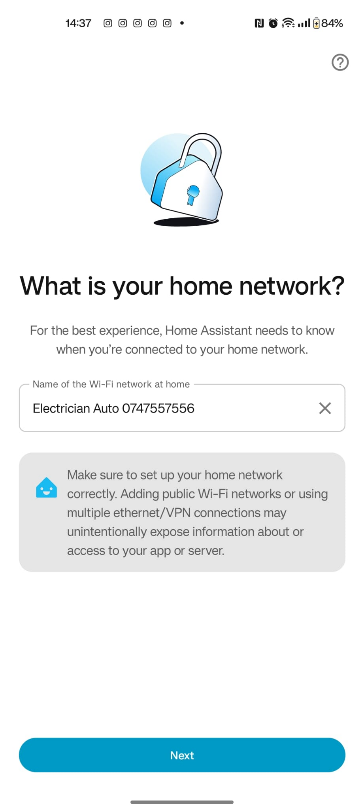 14:37
84%
What is your home network?
For the best experience, Home Assistant needs to know
when you’re connected to your home network.
Name of the Wi-Fi network at home
Electrician Auto 0747557556
Make sure to set up your home network
correctly. Adding public Wi-Fi networks or using
multiple ethernet/VPN connections may
unintentionally expose information about or
access to your app or server.
Next